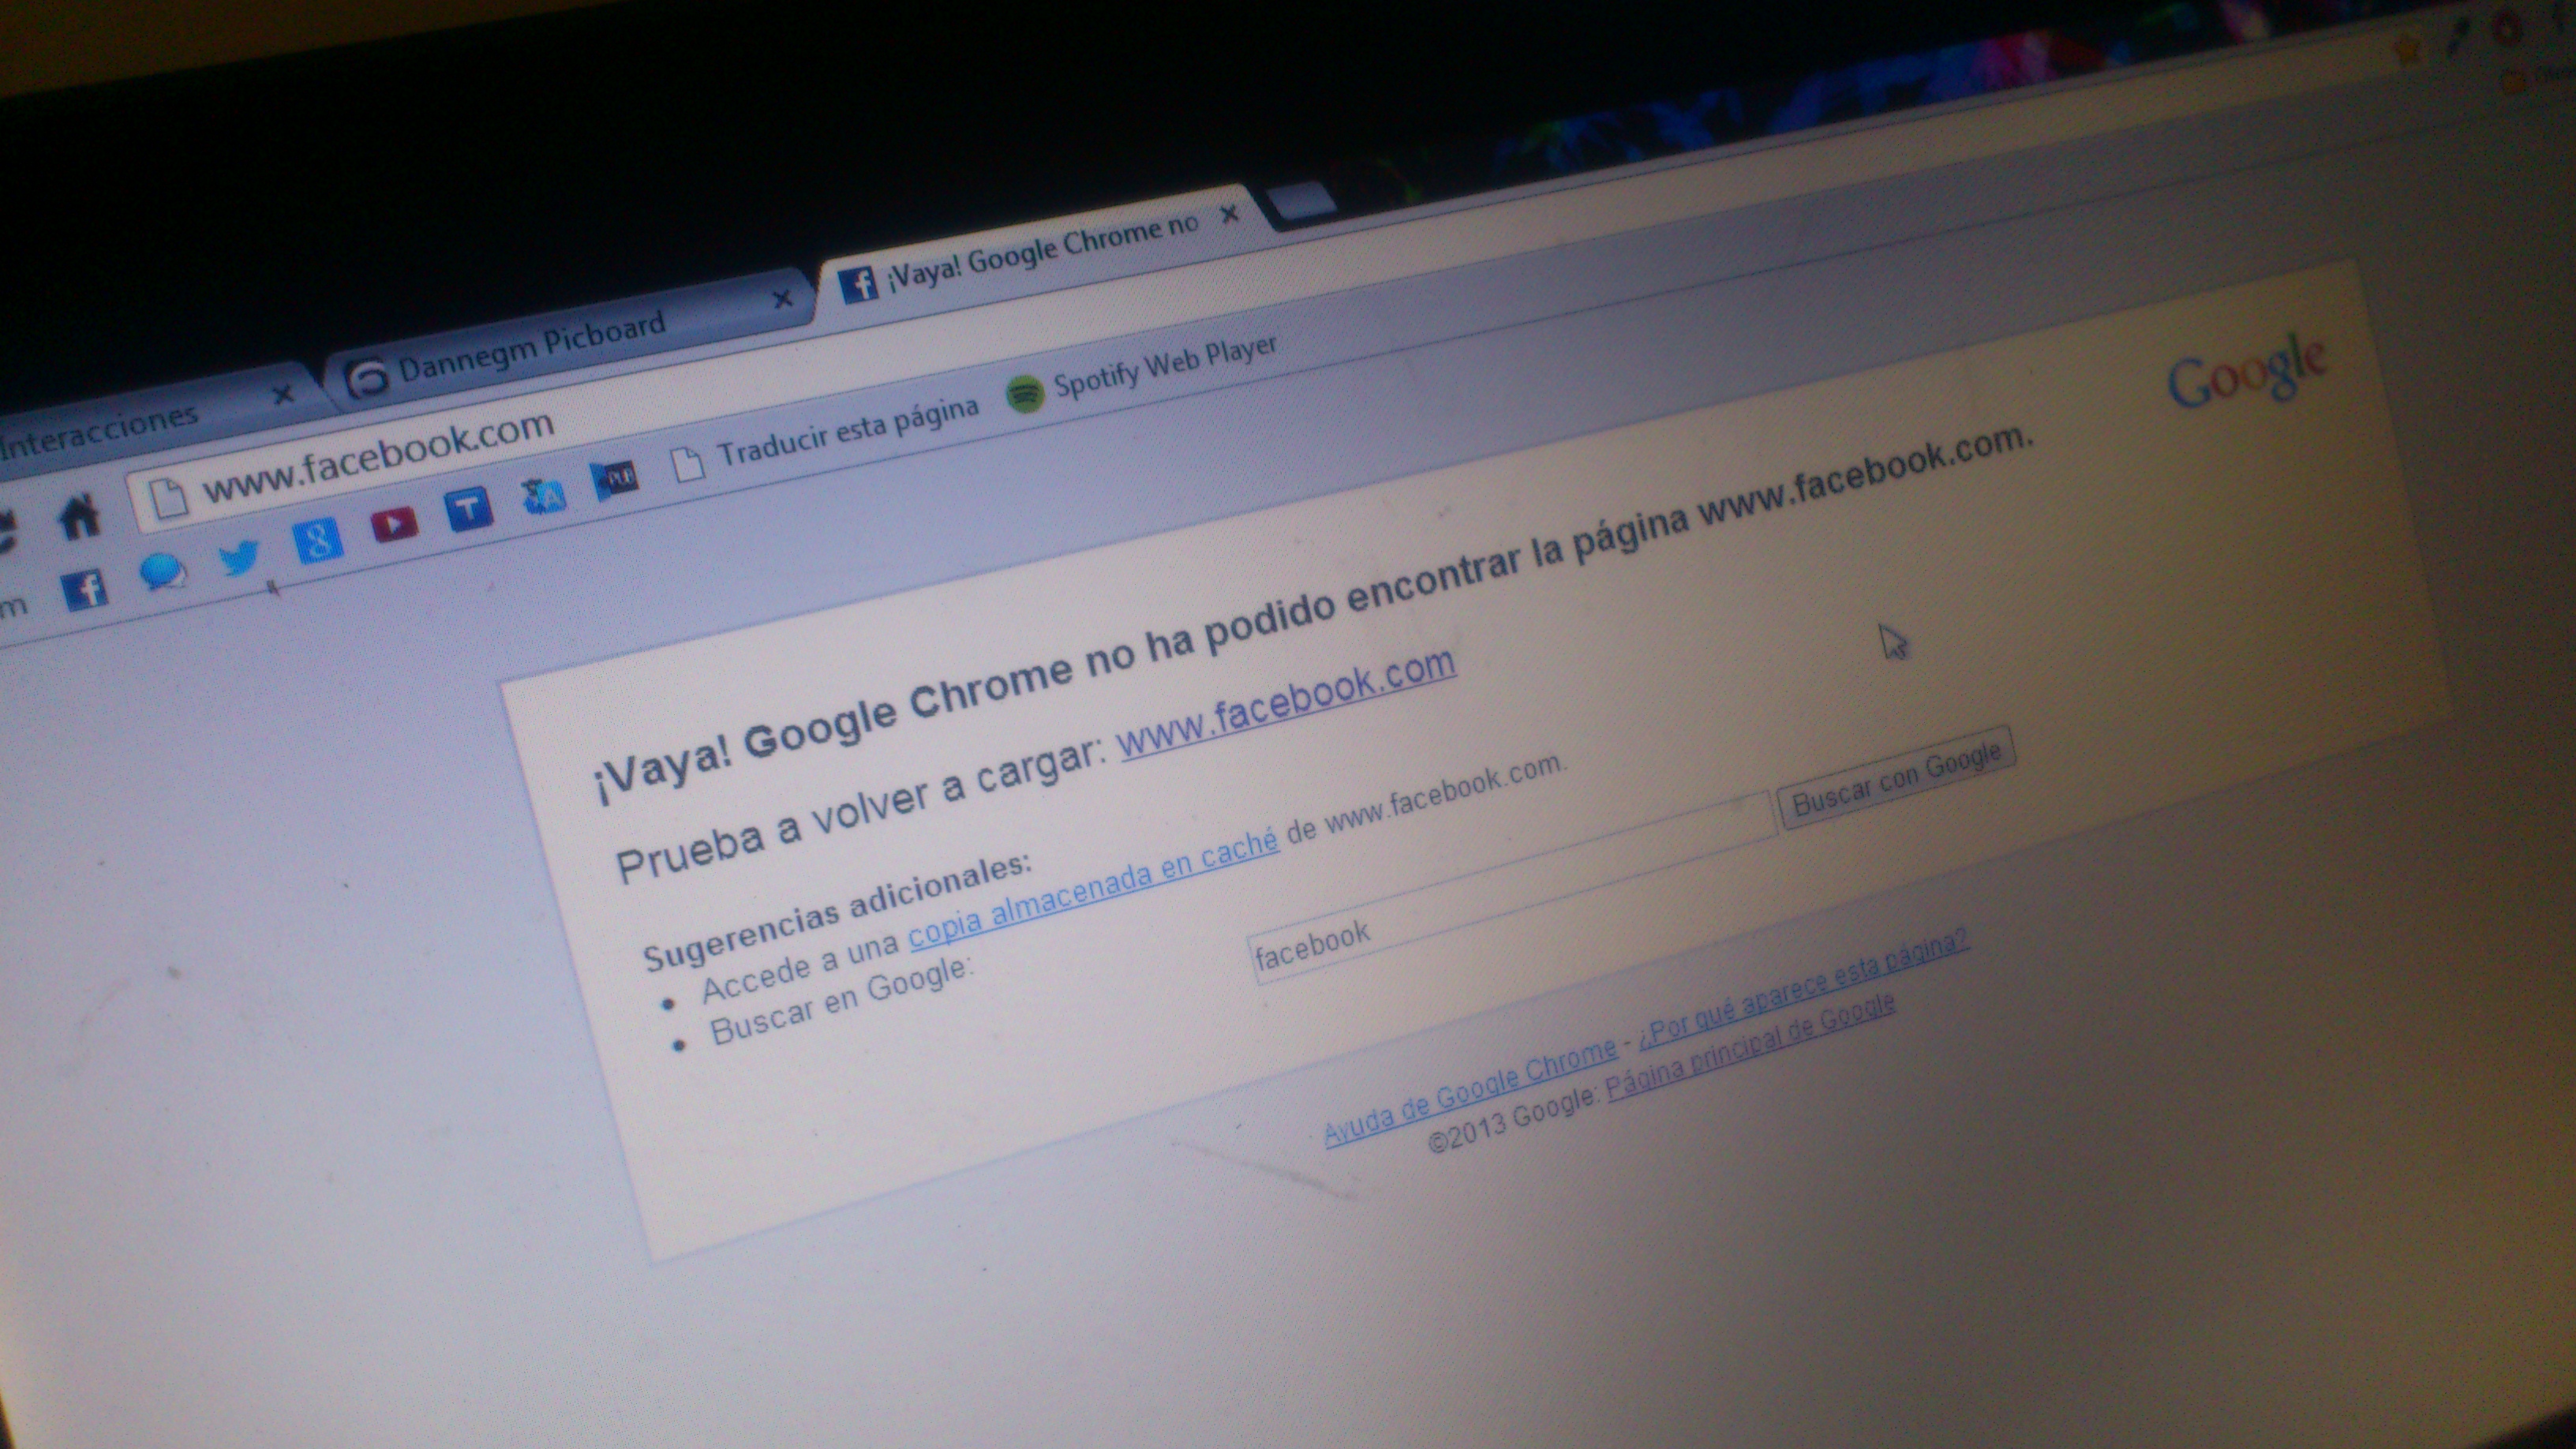 Interacciones
Dannegm Picboard
¡Vaya! Google Chrome no
www.facebook.com
m
Traducir esta página
Spotify Web Player
Google
¡Vaya! Google Chrome no ha podido encontrar la página www.facebook.com.
Prueba a volver a cargar: www.facebook.com
Sugerencias adicionales:
Accede a una copia almacenada en caché de www.facebook.com.
Buscar en Google:
facebook
Buscar con Google
Ayuda de Google Chrome - ¿Por qué aparece esta página?
©2013 Google: Página principal de Google